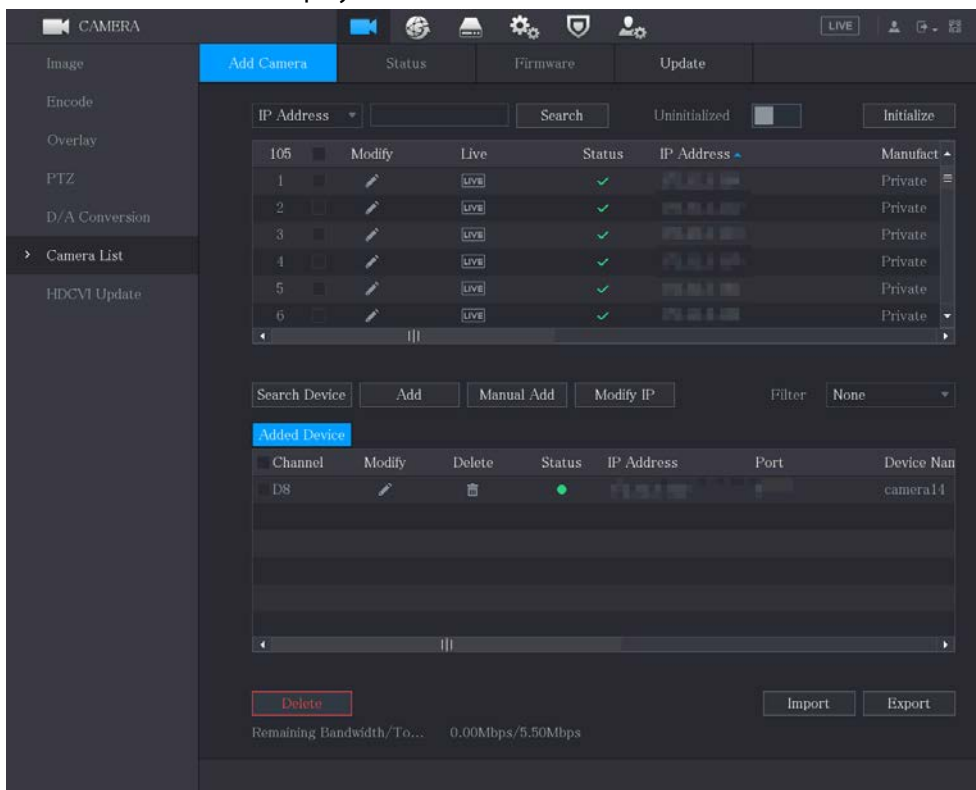 CAMERA LIVE
Image Add Camera Status Firmware Update
Encode
IP Address Search Uninitialized Initialize
Overlay
105 Modify Live Status IP Address Manufact
PTZ 1 LIVE Private
2 LIVE Private
D/A Conversion
3 LIVE Private
Camera List 4 LIVE Private
HDCVI Update 5 LIVE Private
6 LIVE Private
Search Device Add Manual Add Modify IP Filter None
Added Device
Channel Modify Delete Status IP Address Port Device Nan
D8 camera14
Delete Import Export
Remaining Bandwidth/To... 0.00Mbps/5.50Mbps